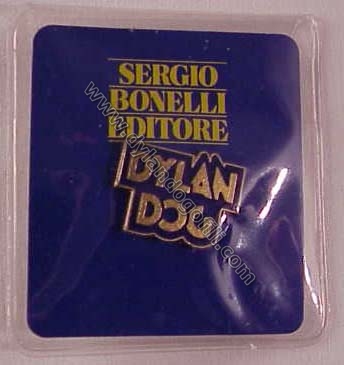 SERGIO
BONELLI
EDITORE
DYLAN
DOG